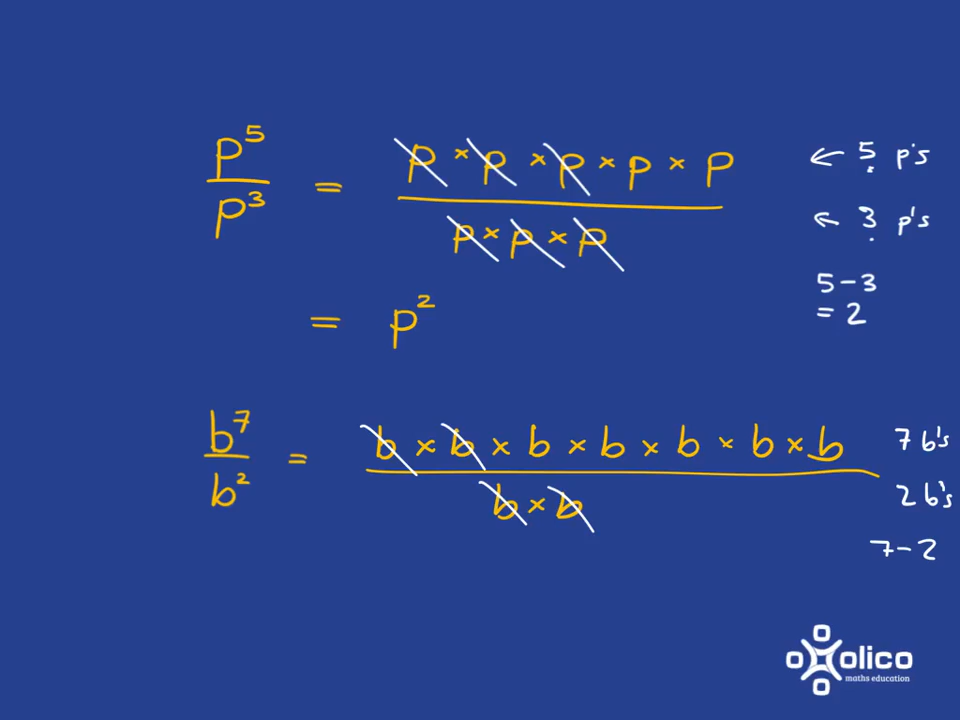 p⁵/p³ = p × p × p × p × p / p × p × p ← 5 p's
← 3 p's
5 - 3
= p² = 2
b⁷/b² = b × b × b × b × b × b × b / b × b 7 b's
2 b's
7 - 2
olico
maths education